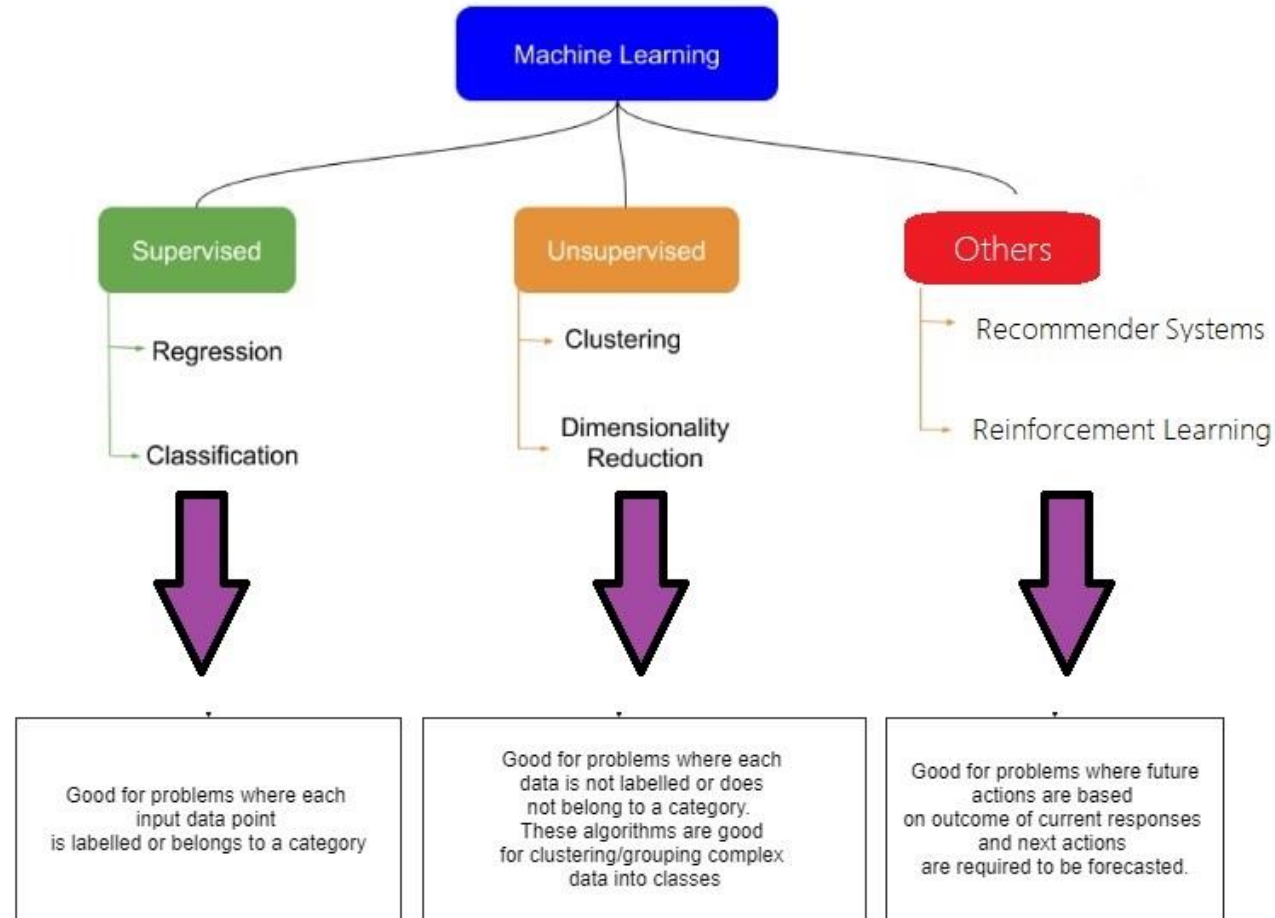 Machine Learning
Supervised
Regression
Classification
Unsupervised
Clustering
Dimensionality
Reduction
Others
Recommender Systems
Reinforcement Learning
Good for problems where each
input data point
is labelled or belongs to a category
Good for problems where each
data is not labelled or does
not belong to a category.
These algorithms are good
for clustering/grouping complex
data into classes
Good for problems where future
actions are based
on outcome of current responses
and next actions
are required to be forecasted.